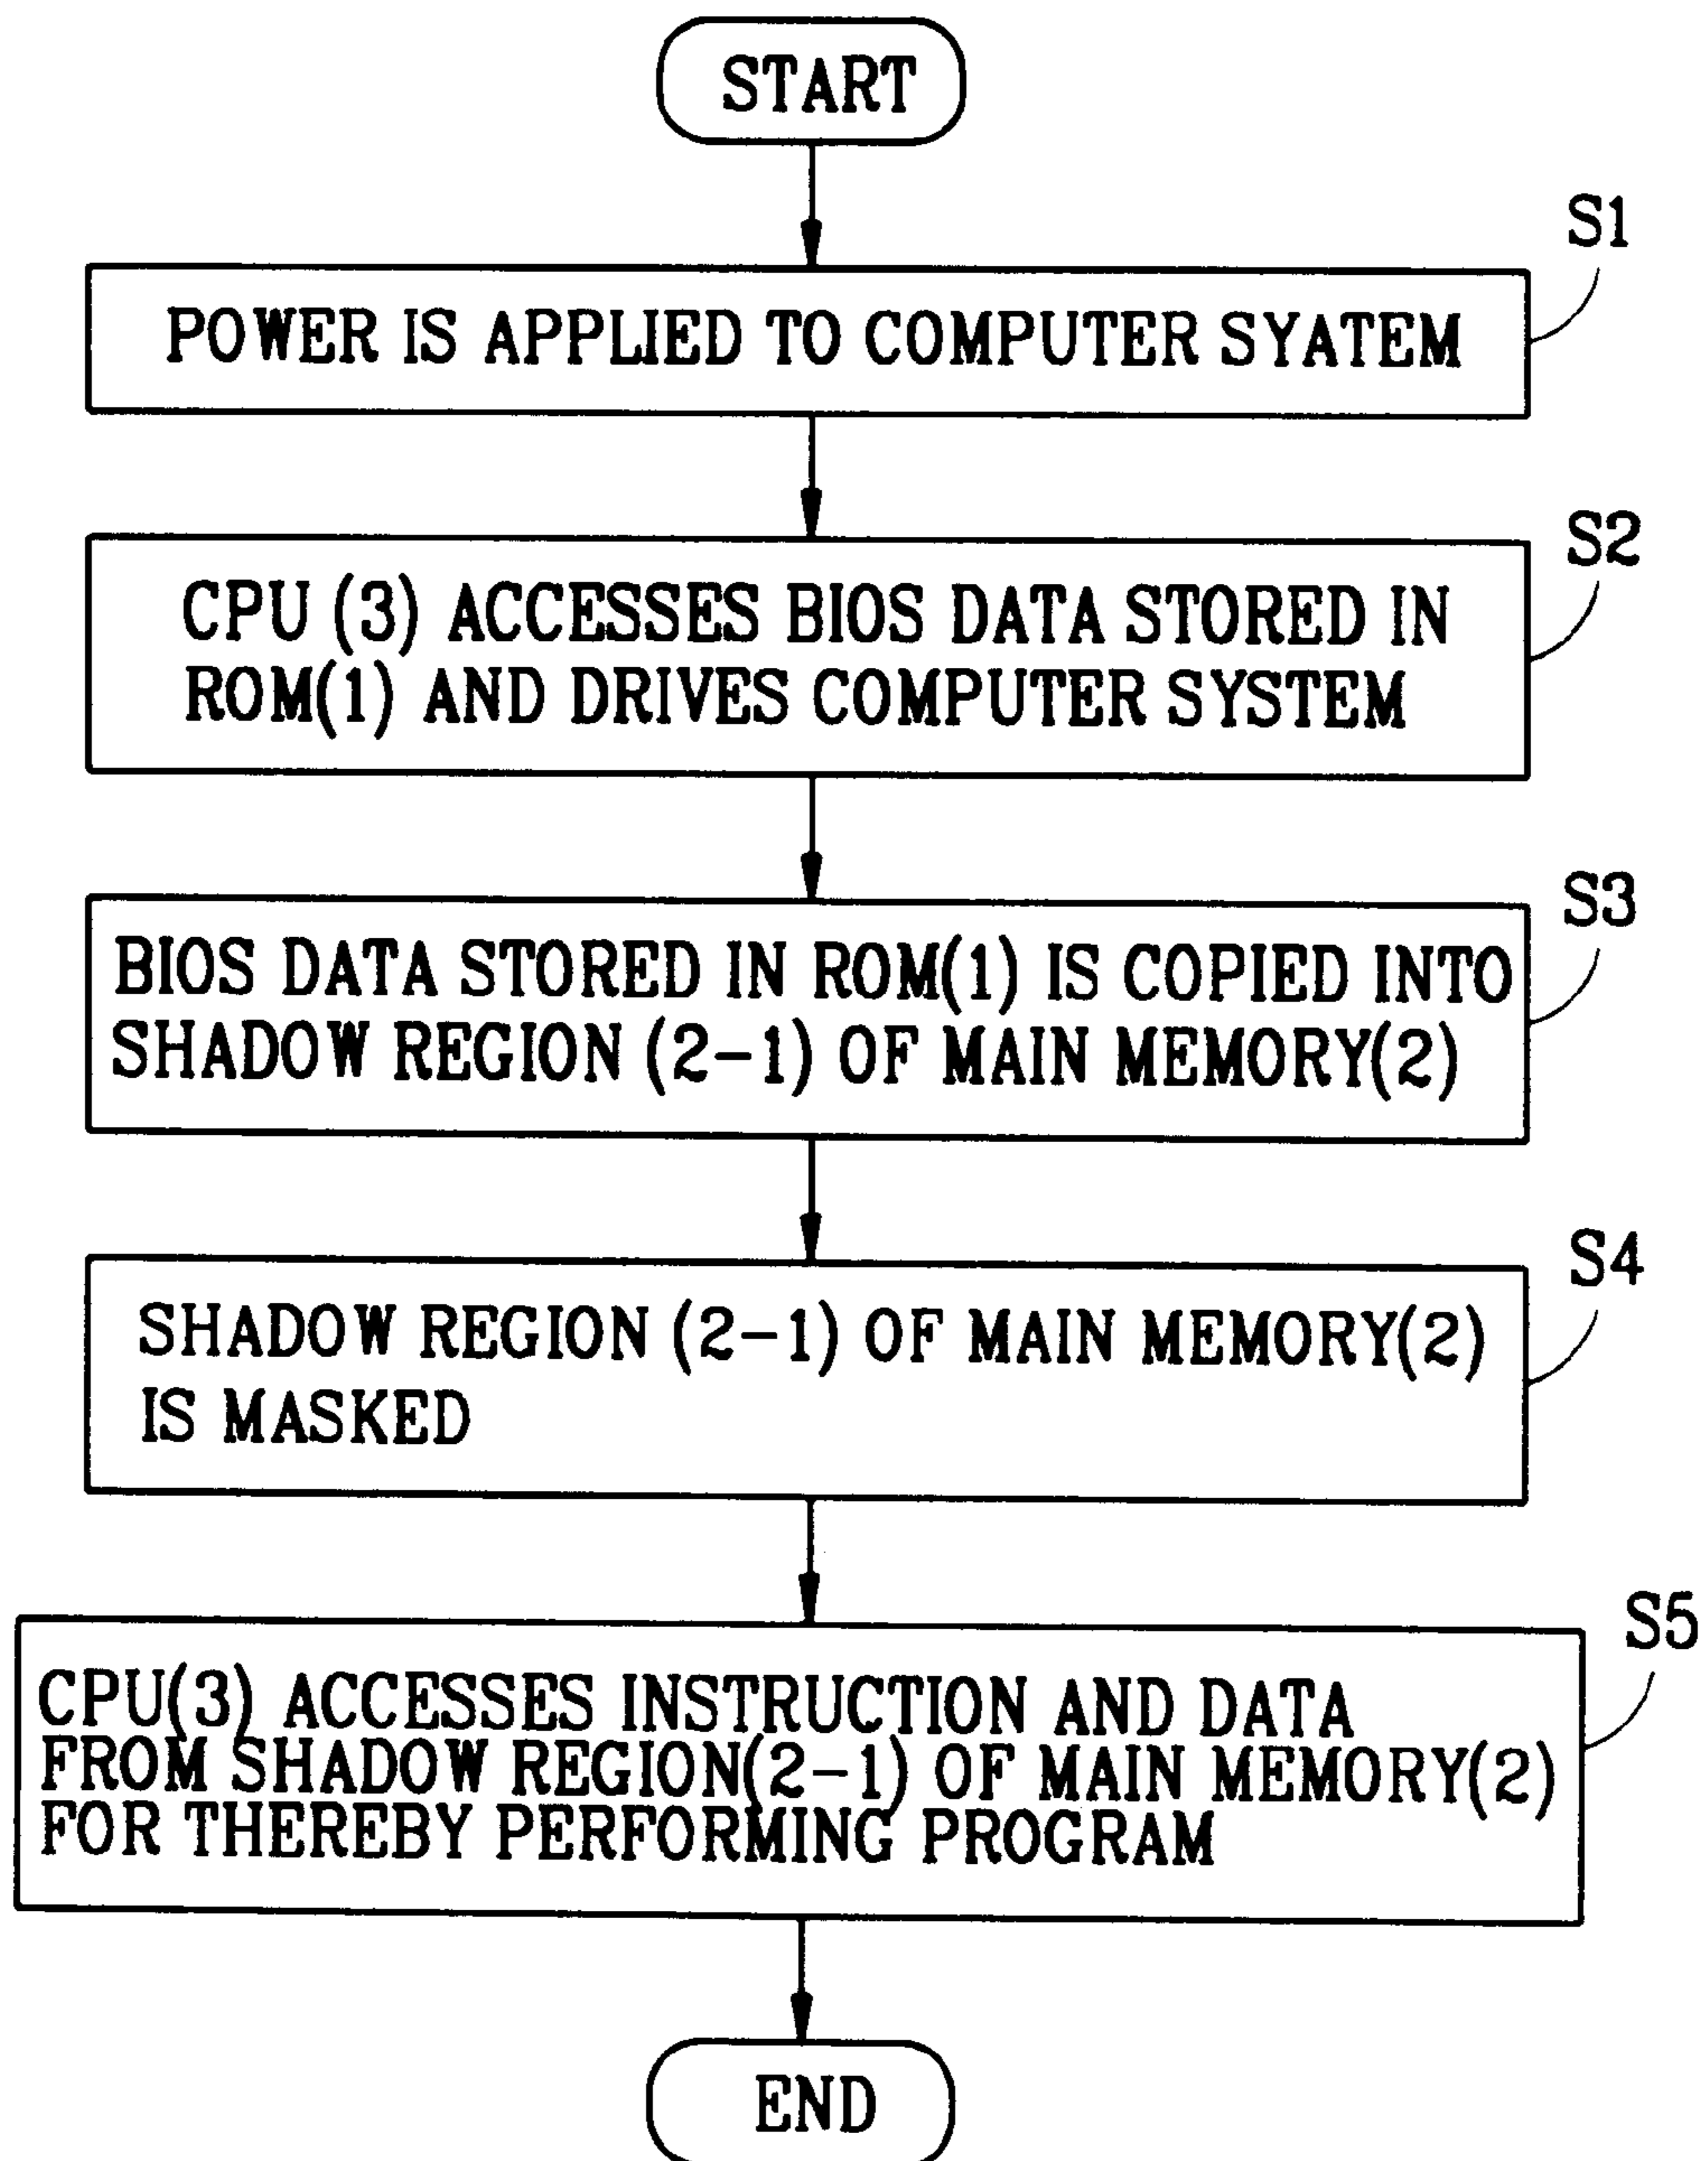 START
S1
POWER IS APPLIED TO COMPUTER SYATEM
S2
CPU (3) ACCESSES BIOS DATA STORED IN
ROM(1) AND DRIVES COMPUTER SYSTEM
S3
BIOS DATA STORED IN ROM(1) IS COPIED INTO
SHADOW REGION (2-1) OF MAIN MEMORY(2)
S4
SHADOW REGION (2-1) OF MAIN MEMORY(2)
IS MASKED
S5
CPU(3) ACCESSES INSTRUCTION AND DATA
FROM SHADOW REGION(2-1) OF MAIN MEMORY(2)
FOR THEREBY PERFORMING PROGRAM
END